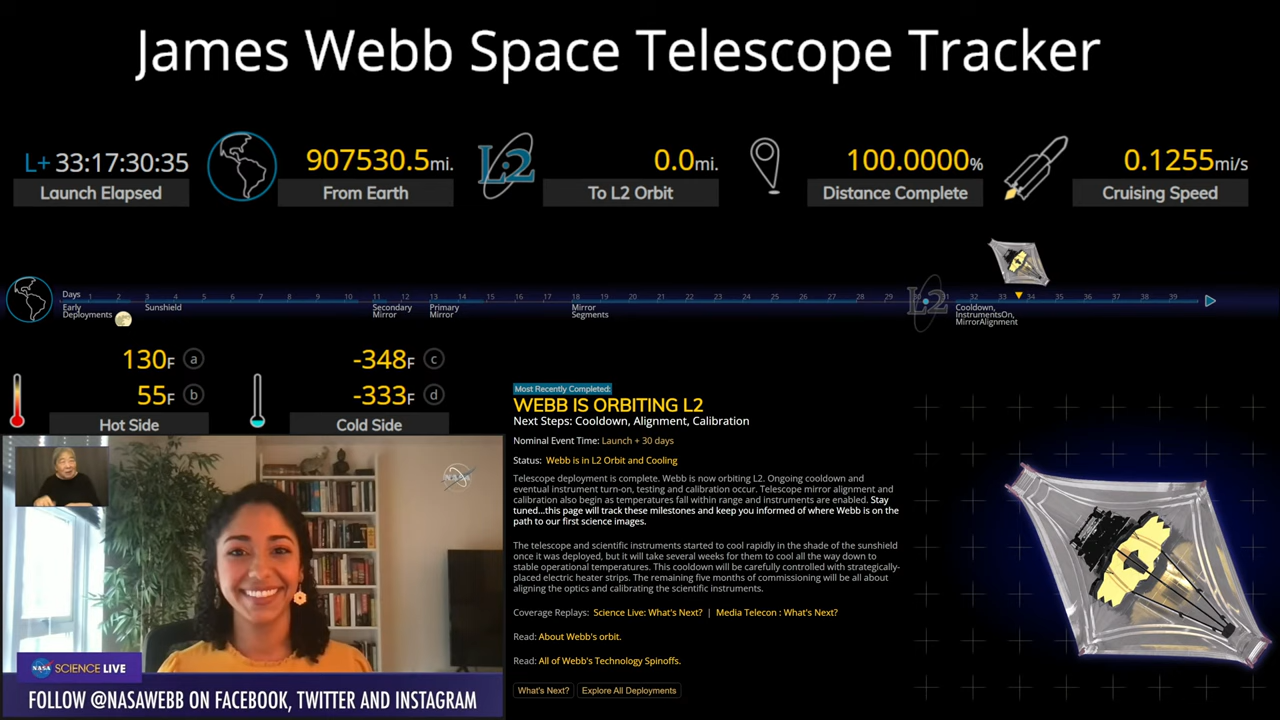 James Webb Space Telescope Tracker
L+ 33:17:30:35
Launch Elapsed
907530.5mi.
From Earth
L2
0.0mi.
To L2 Orbit
100.0000%
Distance Complete
0.1255mi/s
Cruising Speed
Days
1 2 3 4 5 6 7 8 9 10 11 12 13 14 15 16 17 18 19 20 21 22 23 24 25 26 27 28 29 30 31 32 33 34 35 36 37 38 39
Early
Deployments
Sunshield
Secondary
Mirror
Primary
Mirror
Mirror
Segments
L2
Cooldown,
InstrumentsOn,
MirrorAlignment
130F a
55F b
Hot Side
-348F c
-333F d
Cold Side
Most Recently Completed:
WEBB IS ORBITING L2
Next Steps: Cooldown, Alignment, Calibration
Nominal Event Time: Launch + 30 days
Status: Webb is in L2 Orbit and Cooling
Telescope deployment is complete. Webb is now orbiting L2. Ongoing cooldown and
eventual instrument turn-on, testing and calibration occur. Telescope mirror alignment and
calibration also begin as temperatures fall within range and instruments are enabled. Stay
tuned...this page will track these milestones and keep you informed of where Webb is on the
path to our first science images.
The telescope and scientific instruments started to cool rapidly in the shade of the sunshield
once it was deployed, but it will take several weeks for them to cool all the way down to
stable operational temperatures. This cooldown will be carefully controlled with strategically-
placed electric heater strips. The remaining five months of commissioning will be all about
aligning the optics and calibrating the scientific instruments.
Coverage Replays: Science Live: What's Next? | Media Telecon : What's Next?
Read: About Webb's orbit.
Read: All of Webb's Technology Spinoffs.
What's Next? Explore All Deployments
NASA
NASA SCIENCE LIVE
FOLLOW @NASAWEBB ON FACEBOOK, TWITTER AND INSTAGRAM